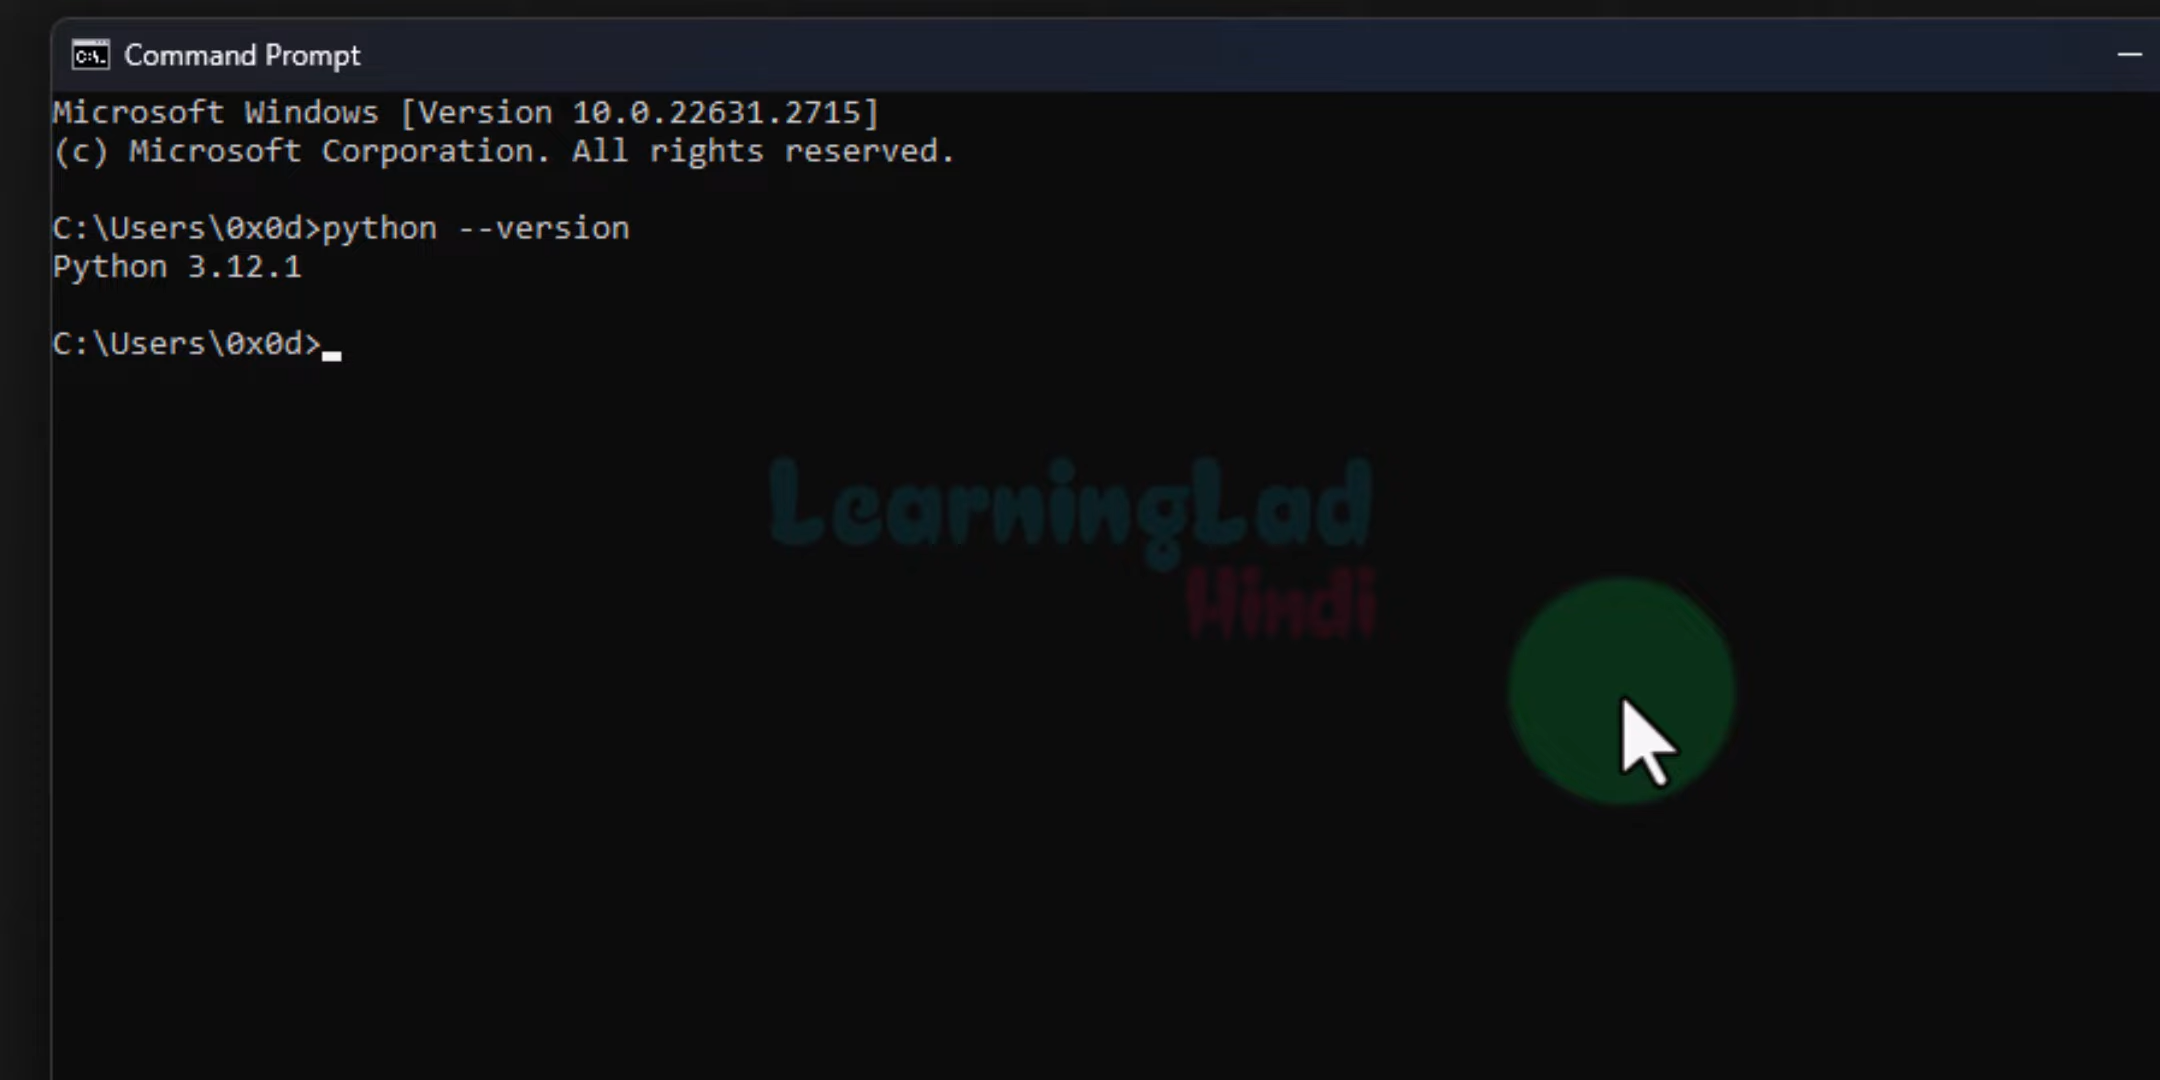 Command Prompt
Microsoft Windows [Version 10.0.22631.2715]
(c) Microsoft Corporation. All rights reserved.
C:\Users\0x0d>python --version
Python 3.12.1
C:\Users\0x0d>
LearningLad
Hindi